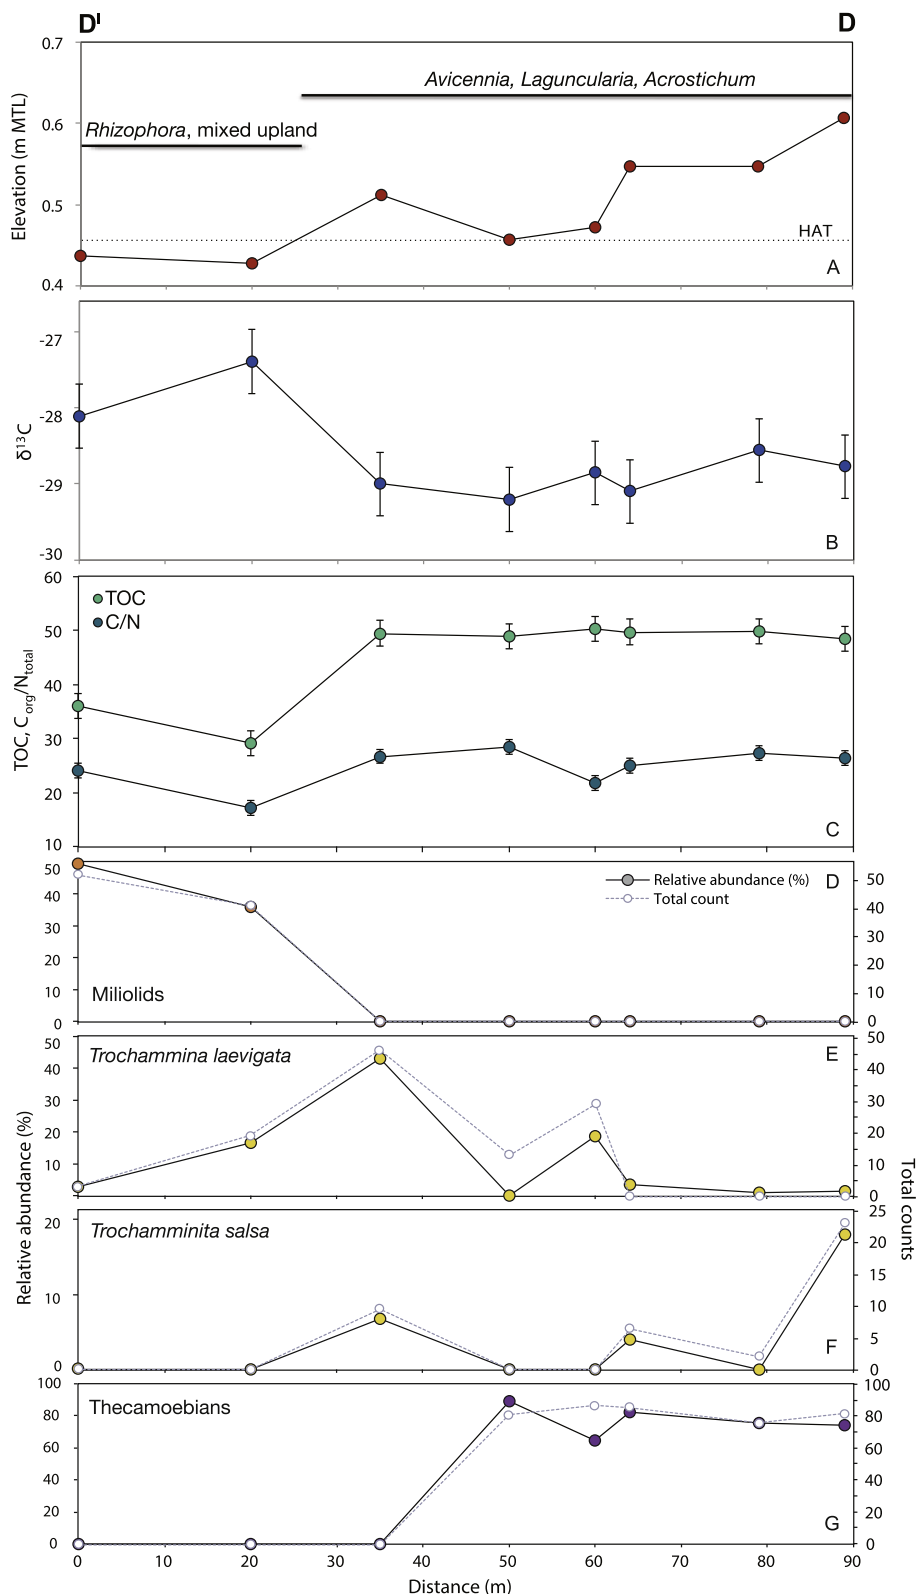 D' D
0.7
Avicennia, Laguncularia, Acrostichum
0.6
Rhizophora, mixed upland
Elevation (m MTL)
0.5
HAT
A
0.4
-27
-28
δ¹³C
-29
B
-30
60
TOC
C/N
50
40
TOC, Corg/Ntotal
30
20
C
10
50 50
Relative abundance (%) D
Total count
40 40
30 30
20 20
10 10
Miliolids
0 0
50 50
Trochammina laevigata E
40 40
30 30
20 20
10 10
0
Relative abundance (%)
Total counts
25
20 20
Trochamminita salsa
15
10 10
5
F
0 0
100 100
Thecamoebians
80 80
60 60
40 40
20 20
G
0 0
0 10 20 30 40 50 60 70 80 90
Distance (m)